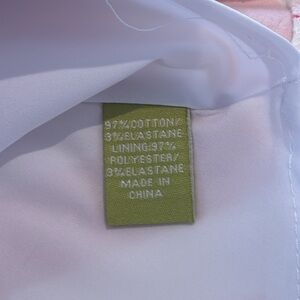 97%COTTON/
3%ELASTANE
LINING:97%
POLYESTER/
3%ELASTANE
MADE IN
CHINA